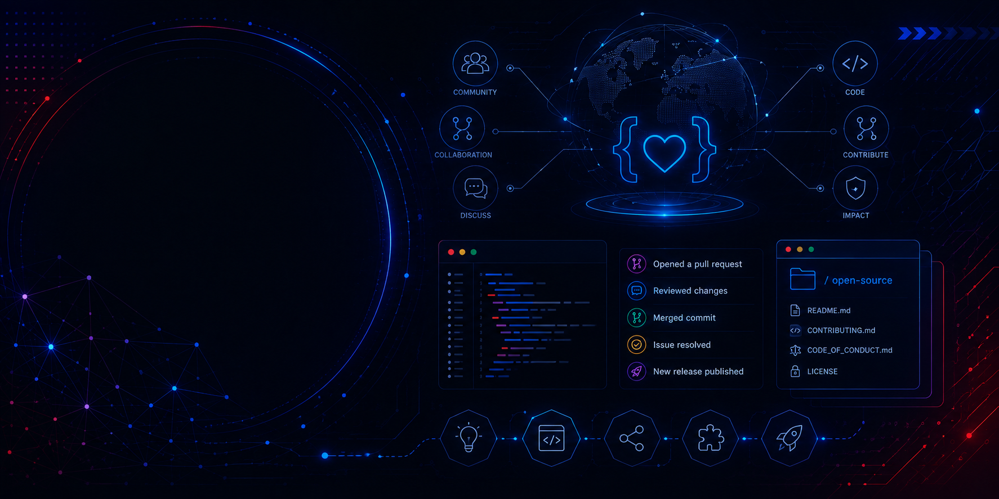 COMMUNITY
COLLABORATION
DISCUSS
</>
CODE
CONTRIBUTE
IMPACT
{ }
Opened a pull request
Reviewed changes
Merged commit
Issue resolved
New release published
/ open-source
README.md
</> CONTRIBUTING.md
CODE_OF_CONDUCT.md
LICENSE
</>